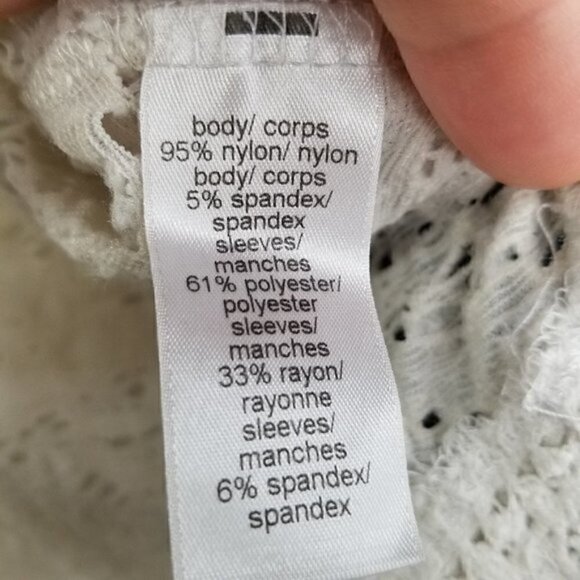 body/ corps
95% nylon/ nylon
body/ corps
5% spandex/
spandex
sleeves/
manches
61% polyester/
polyester
sleeves/
manches
33% rayon/
rayonne
sleeves/
manches
6% spandex/
spandex